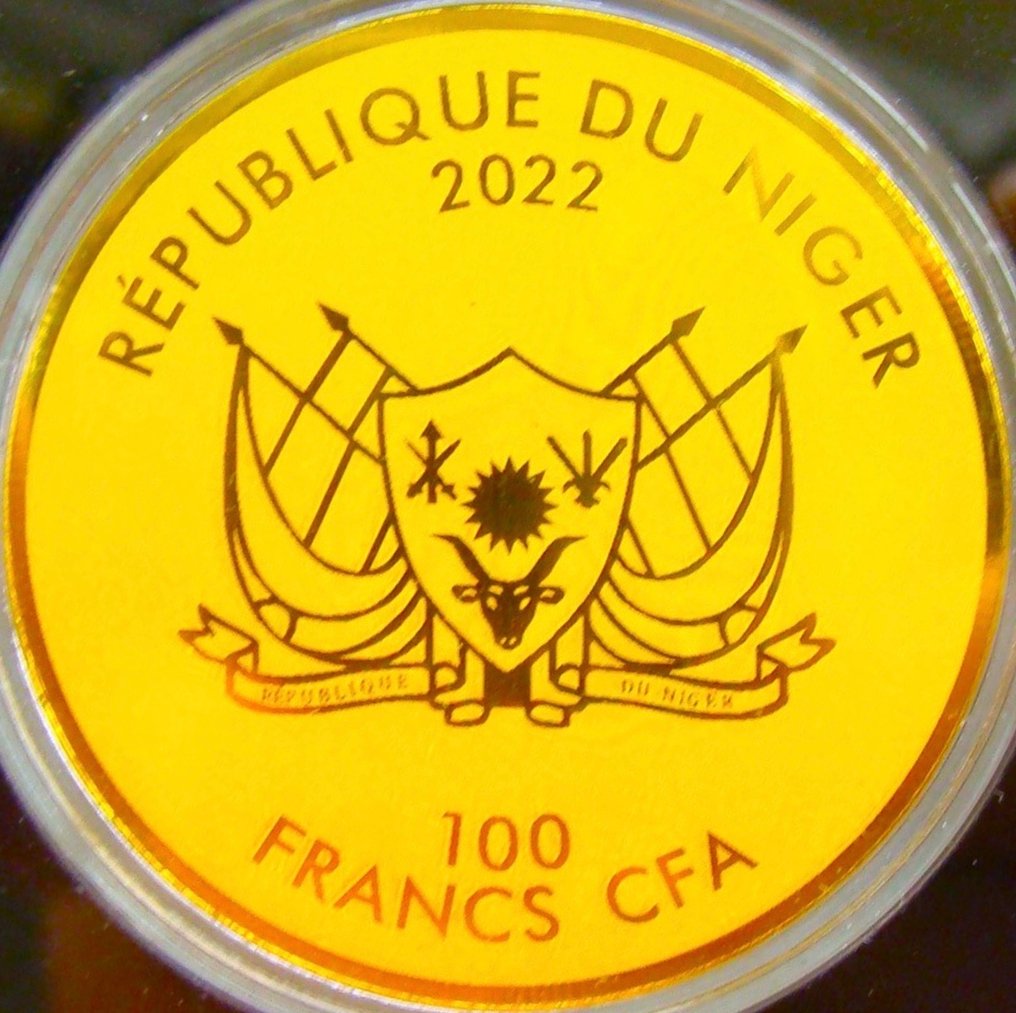 RÉPUBLIQUE DU NIGER
2022
RÉPUBLIQUE DU NIGER
100
FRANCS CFA